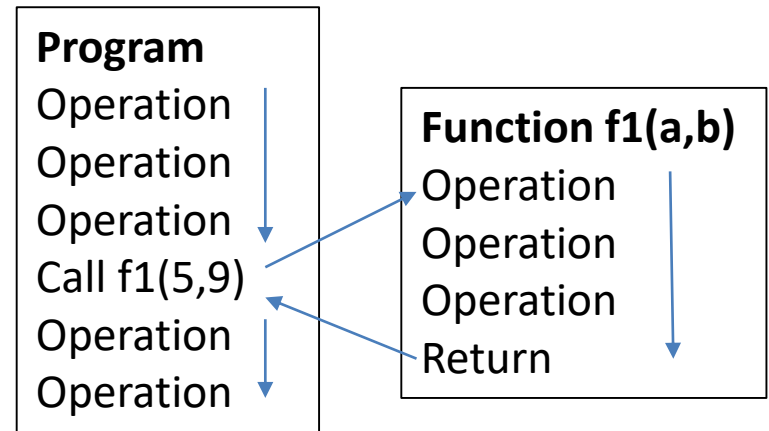 Program
Operation
Operation
Operation
Call f1(5,9)
Operation
Operation
Function f1(a,b)
Operation
Operation
Operation
Return